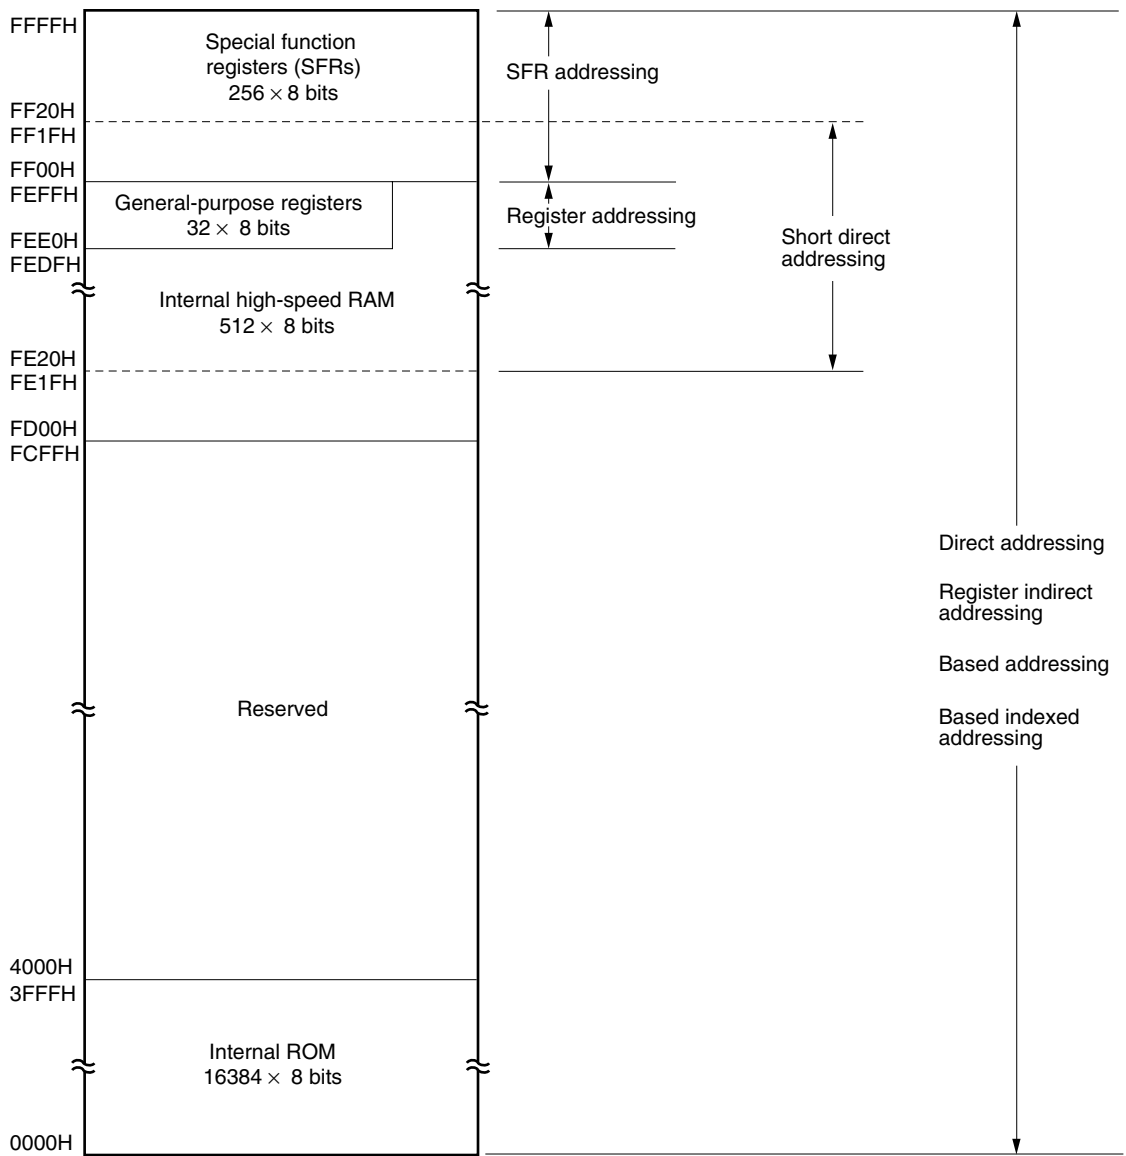 FFFFH
Special function
registers (SFRs)
256 × 8 bits
SFR addressing
FF20H
FF1FH
FF00H
FEFFH
General-purpose registers
32 × 8 bits
Register addressing
FEE0H
FEDFH
Short direct
addressing
Internal high-speed RAM
512 × 8 bits
FE20H
FE1FH
FD00H
FCFFH
Direct addressing
Register indirect
addressing
Based addressing
Based indexed
addressing
Reserved
4000H
3FFFH
Internal ROM
16384 × 8 bits
0000H